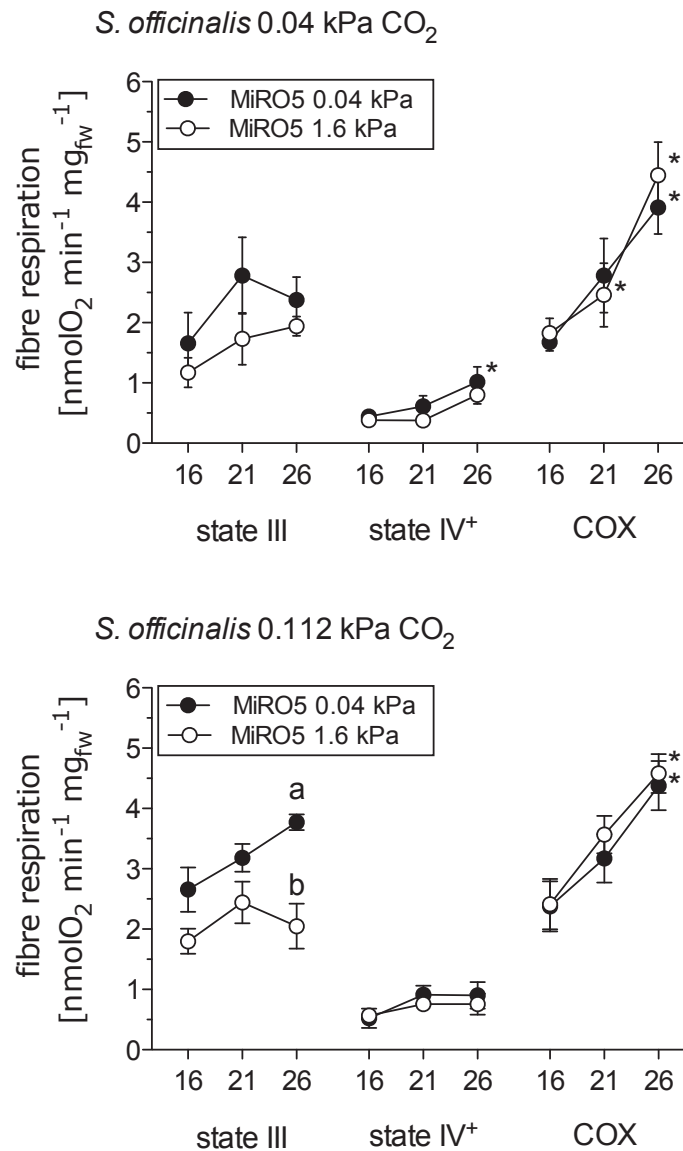 S. officinalis 0.04 kPa CO₂
fibre respiration
[nmolO₂ min⁻¹ mg_fw⁻¹]
6
5
4
3
2
1
0
MiRO5 0.04 kPa
MiRO5 1.6 kPa
*
*
*
*
16 21 26 16 21 26 16 21 26
state III state IV⁺ COX
S. officinalis 0.112 kPa CO₂
fibre respiration
[nmolO₂ min⁻¹ mg_fw⁻¹]
6
5
4
3
2
1
0
MiRO5 0.04 kPa
MiRO5 1.6 kPa
a
b
*
*
16 21 26 16 21 26 16 21 26
state III state IV⁺ COX